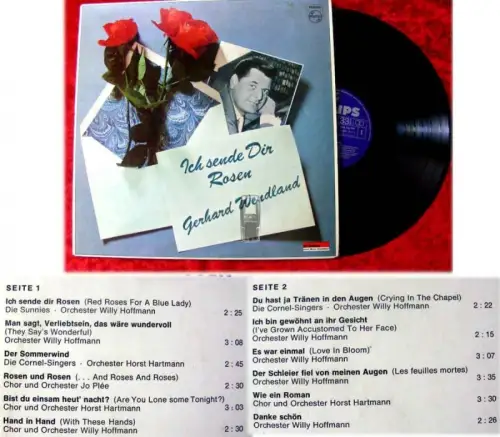 PHILIPS
Ich sende Dir
Rosen
Gerhard Wendland
SEITE 1
Ich sende dir Rosen (Red Roses For A Blue Lady)
Die Sunnies · Orchester Willy Hoffmann 2 : 25
Man sagt, Verliebtsein, das wäre wundervoll
(They Say's Wonderful)
Orchester Willy Hoffmann 3 : 08
Der Sommerwind
Die Cornel-Singers · Orchester Horst Hartmann 2 : 45
Rosen und Rosen (. . . And Roses And Roses)
Chor und Orchester Jo Plée 2 : 30
Bist du einsam heut' nacht? (Are You Lone some Tonight?)
Chor und Orchester Horst Hartmann 3 : 03
Hand in Hand (With These Hands)
Chor und Orchester Willy Hoffmann 2 : 30
SEITE 2
Du hast ja Tränen in den Augen (Crying In The Chapel)
Die Cornel-Singers · Orchester Willy Hoffmann 2 : 22
Ich bin gewöhnt an ihr Gesicht
(I've Grown Accustomed To Her Face)
Orchester Willy Hoffmann 3 : 15
Es war einmal (Love In Bloom)
Orchester Willy Hoffmann 3 : 07
Der Schleier fiel von meinen Augen (Les feuilles mortes)
Orchester Willy Hoffmann 3 : 35
Wie ein Roman
Chor und Orchester Horst Hartmann 2 : 30
Danke schön
Orchester Willy Hoffmann 2 : 26